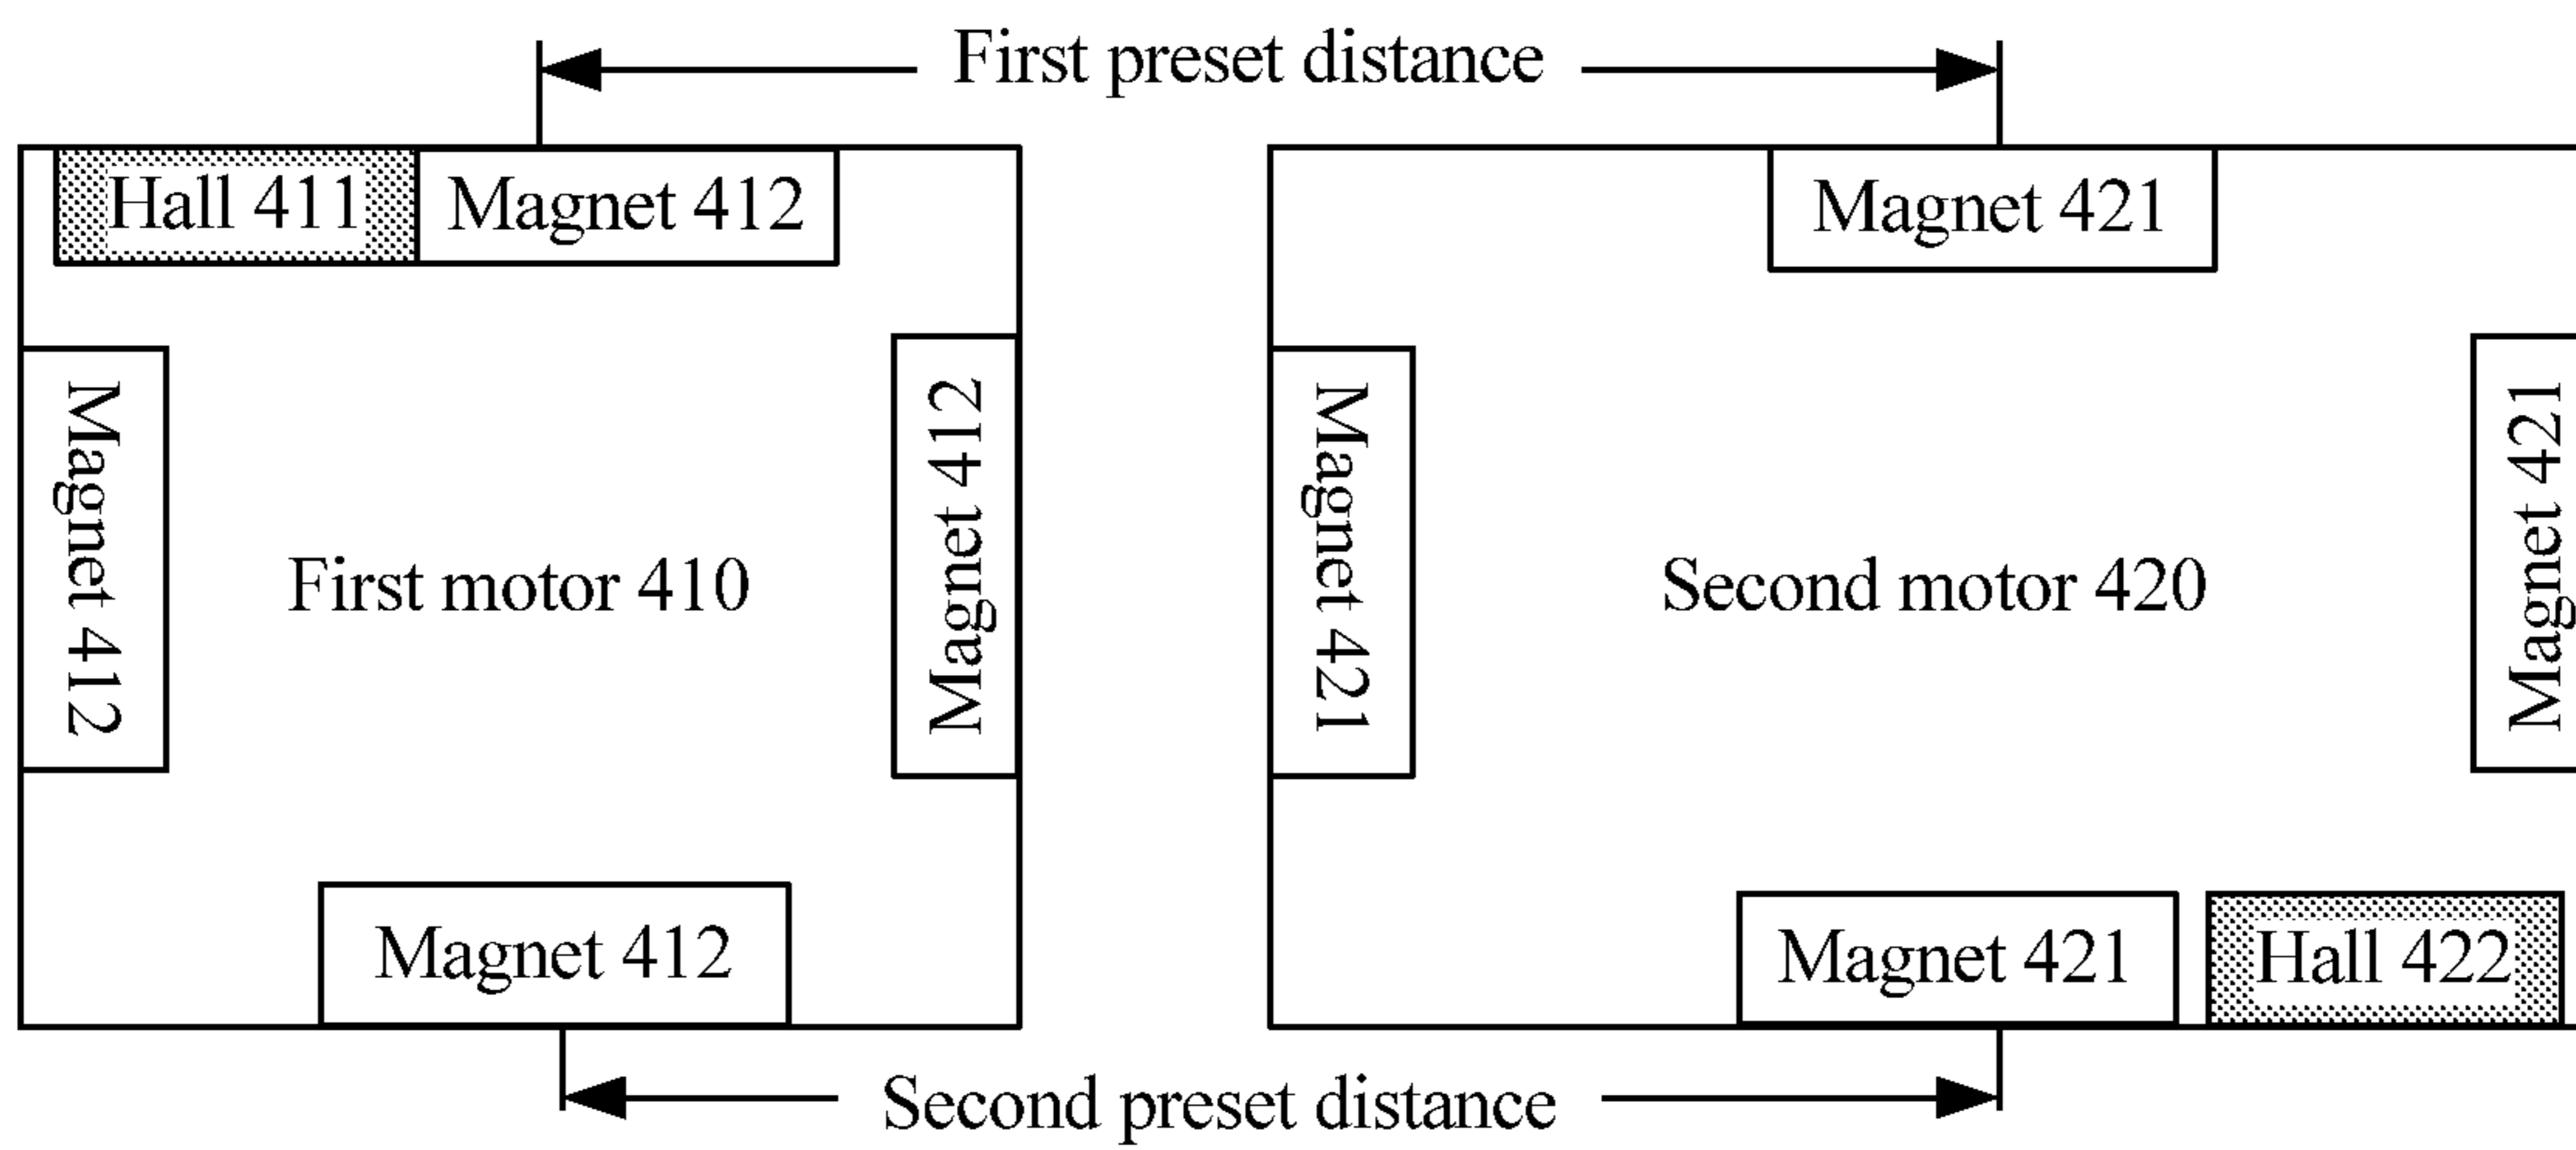 First preset distance
Hall 411
Magnet 412
Magnet 421
Magnet 412
First motor 410
Magnet 412
Magnet 421
Second motor 420
Magnet 421
Magnet 412
Magnet 421
Hall 422
Second preset distance